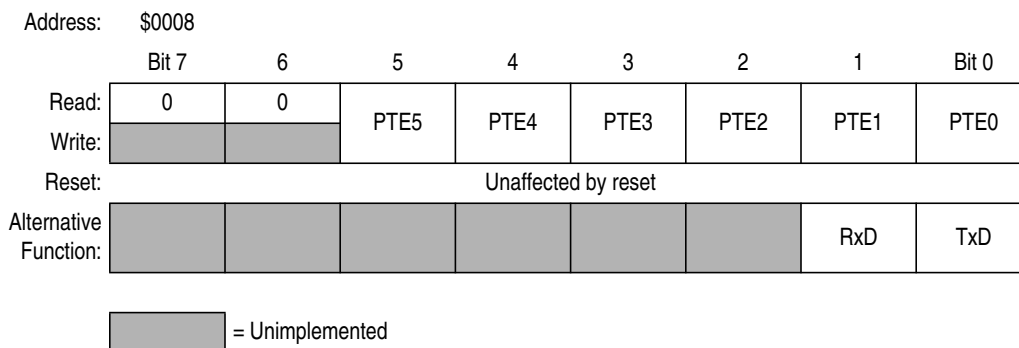 Address: $0008
Bit 7 6 5 4 3 2 1 Bit 0
Read: 0 0 PTE5 PTE4 PTE3 PTE2 PTE1 PTE0
Write:
Reset: Unaffected by reset
Alternative
Function: RxD TxD
= Unimplemented